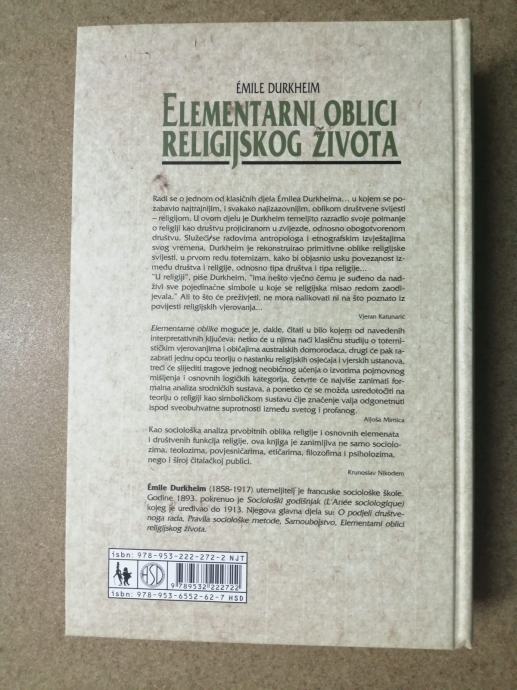 ÉMILE DURKHEIM
ELEMENTARNI OBLICI
RELIGIJSKOG ŽIVOTA
Radi se o jednom od klasičnih djela Émilea Durkheima... u kojem se po-
zabavio najtrajnijim, i svakako najizazovnijim, oblikom društvene svijesti
– religijom. U ovom djelu je Durkheim temeljito razradio svoje poimanje
o religiji kao društvu projiciranom u zvijezde, odnosno obogotvorenom
društvu. Služeći se radovima antropologa i etnografskim izvještajima
svog vremena, Durkheim je rekonstruirao primitivne oblike religijske
svijesti, u prvom redu totemizam, kako bi objasnio usku povezanost iz-
među društva i religije, odnosno tipa društva i tipa religije...
"U religiji", piše Durkheim. "Ima nešto vječno čemu je suđeno da nad-
živi sve pojedinačne simbole u koje se religijska misao redom zaodi-
jevala." Ali to što će preživjeti, ne mora nalikovati ni na što poznato iz
povijesti religijskih vjerovanja...
Vjeran Katunarić
Elementarne oblike moguće je, dakle, čitati u bilo kojem od navedenih
interpretativnih ključeva: netko će u njima naći klasičnu studiju o totemi-
stičkim vjerovanjima i običajima australskih domorodaca, drugi će pak ra-
zabrati jednu opću teoriju o nastanku religijskih osjećaja i vjerskih ustanova,
treći će slijediti tragove jednog neobičnog učenja o izvorima pojmovnog
mišljenja i osnovnih logičkih kategorija, četvrte će najviše zanimati for-
malna analiza srodničkih sustava, a ponetko će se možda usredotočiti na
teoriju o religiji kao simboličkom sustavu čije značenje valja odgonetnuti
ispod sveobuhvatne suprotnosti između svetog i profanog.
Aljoša Mimica
Kao sociološka analiza prvobitnih oblika religije i osnovnih elemenata
i društvenih funkcija religije, ova knjiga je zanimljiva ne samo sociolo-
zima, teolozima, povjesničarima, etičarima, filozofima i psiholozima,
nego i široj čitalačkoj publici.
Krunoslav Nikodem
Émile Durkheim (1858-1917) utemeljitelj je francuske sociološke škole.
Godine 1893. pokrenuo je Sociološki godišnjak (L'Anée sociologique)
kojeg je uređivao do 1913. Njegova glavna djela su: O podjeli društve-
noga rada, Pravila sociološke metode, Samoubojstvo, Elementarni oblici
religijskog života.
isbn: 978-953-222-272-2 NJT
HSD
9 789532 222722
isbn: 978-953-6552-62-7 HSD